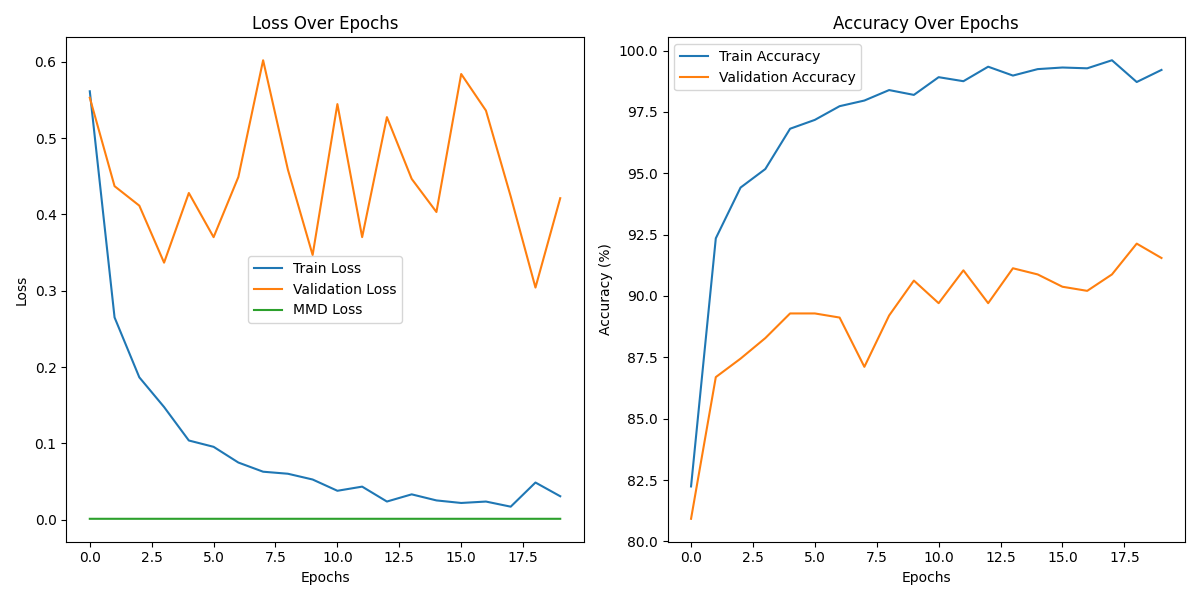 Loss Over Epochs
0.6
0.5
0.4
0.3
0.2
0.1
0.0
Loss
Train Loss
Validation Loss
MMD Loss
0.0 2.5 5.0 7.5 10.0 12.5 15.0 17.5
Epochs
Accuracy Over Epochs
100.0
97.5
95.0
92.5
90.0
87.5
85.0
82.5
80.0
Accuracy (%)
Train Accuracy
Validation Accuracy
0.0 2.5 5.0 7.5 10.0 12.5 15.0 17.5
Epochs